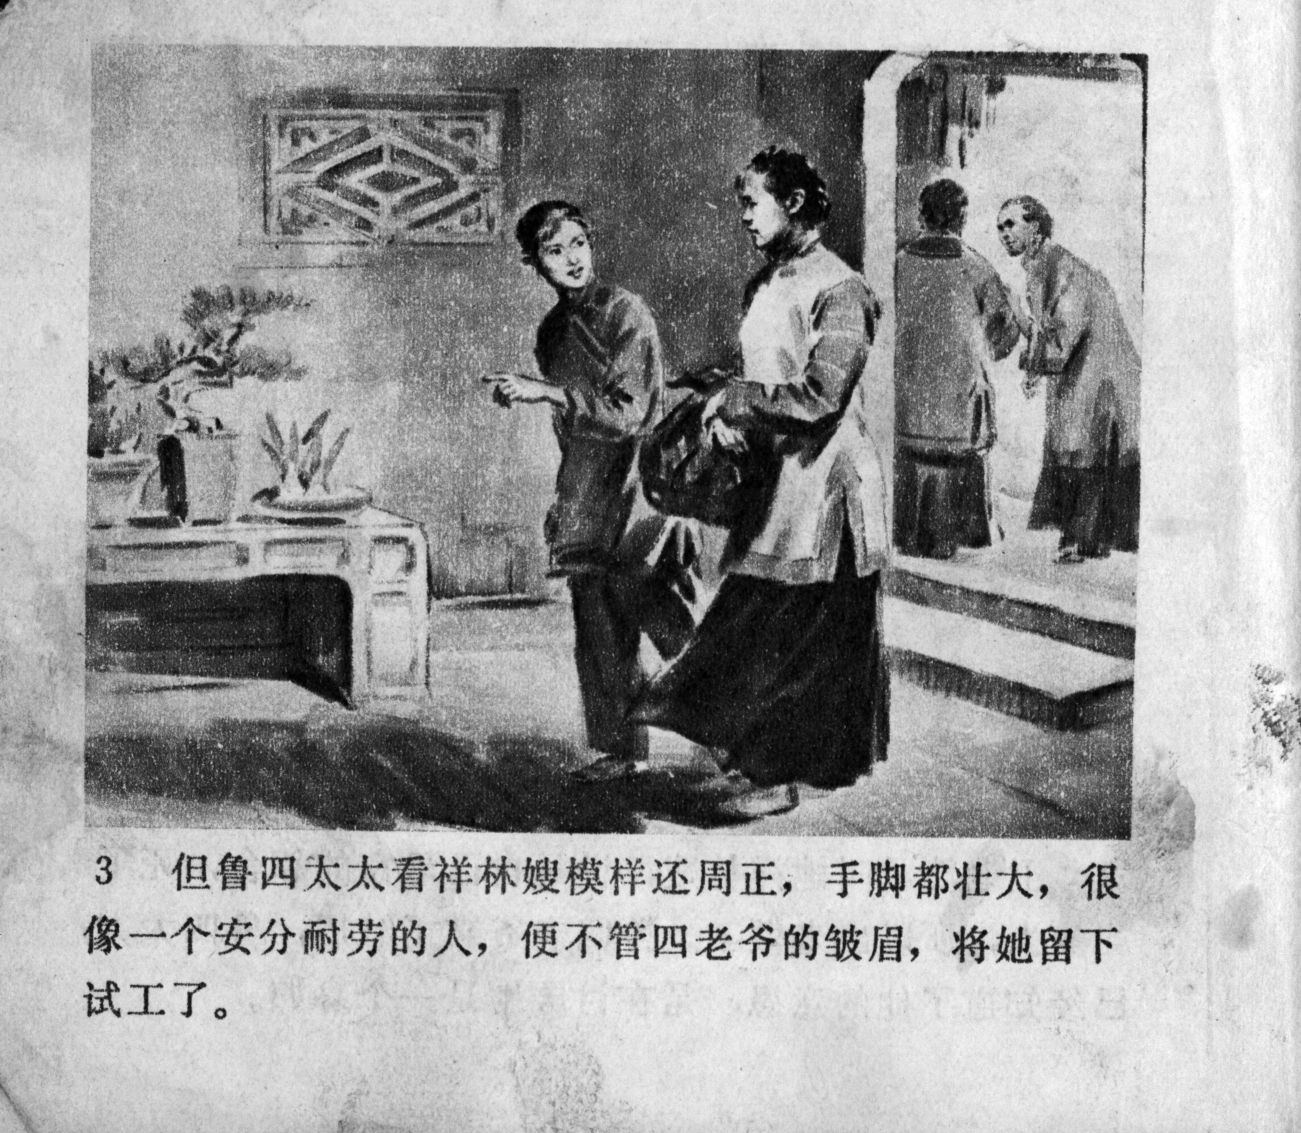 3 但鲁四太太看祥林嫂模样还周正，手脚都壮大，很
像一个安分耐劳的人，便不管四老爷的皱眉，将她留下
试工了。